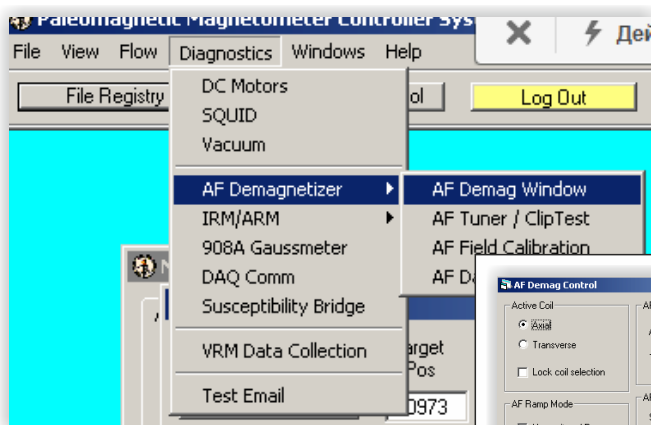 Paleomagnetic Magnetometer Controller Sys
Дей
File View Flow Diagnostics Windows Help
File Registry
ol
Log Out
DC Motors
SQUID
Vacuum
AF Demagnetizer
AF Demag Window
IRM/ARM
AF Tuner / ClipTest
908A Gaussmeter
AF Field Calibration
DAQ Comm
AF Da
AF Demag Control
Susceptibility Bridge
Active Coil
AF
Axial
Transverse
VRM Data Collection
arget
Pos
Lock coil selection
Test Email
0973
AF Ramp Mode
AF